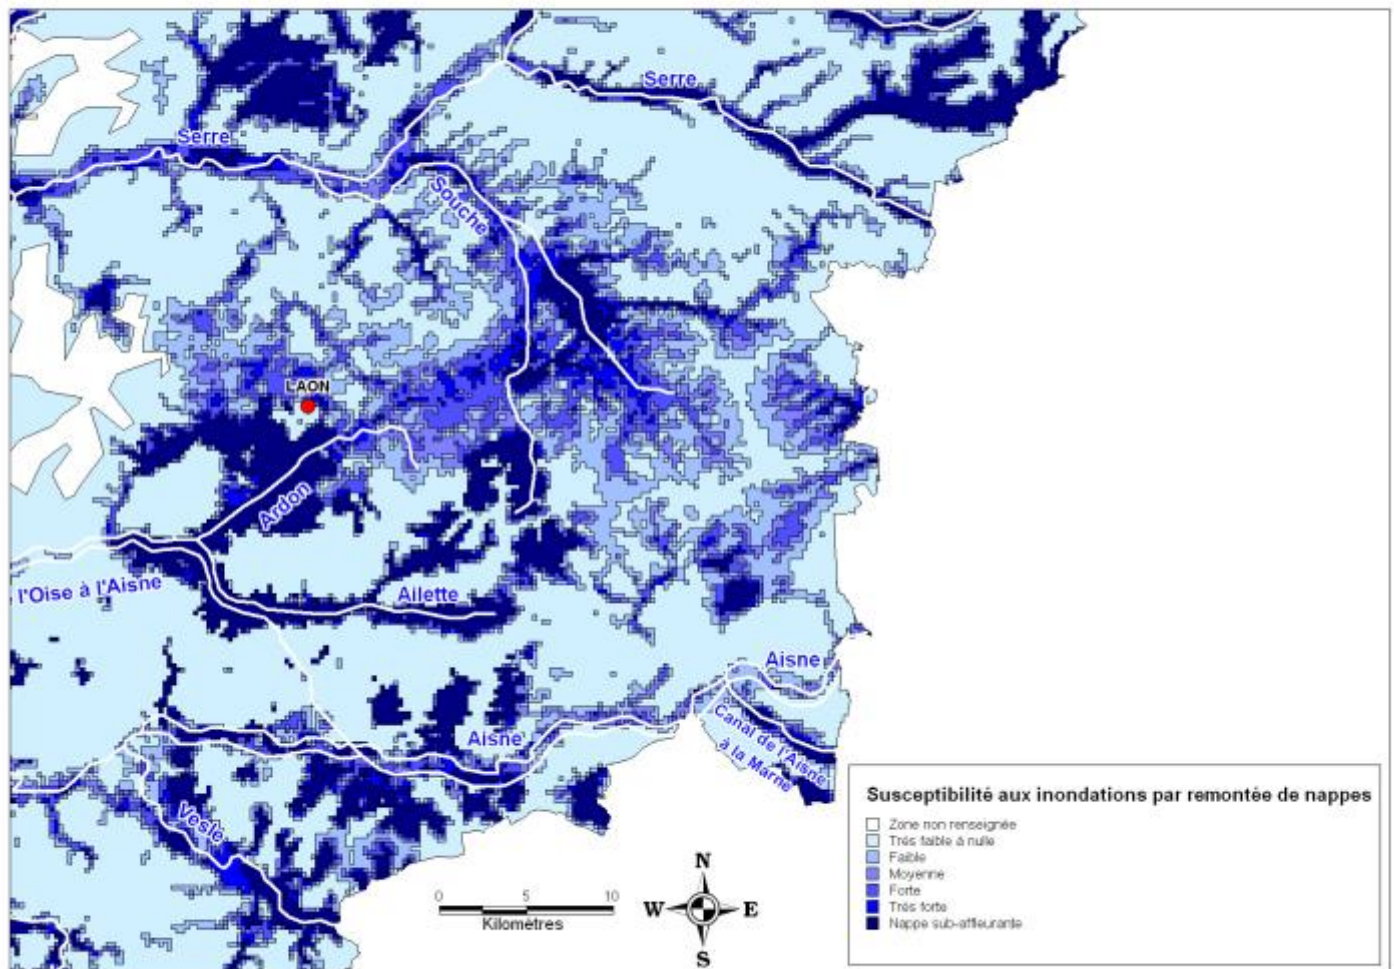 Serre
Serre
Souche
LAON
Ardon
l'Oise à l'Aisne
Ailette
Aisne
Aisne
Canal de l'Aisne
à la Marne
Vesle
Susceptibilité aux inondations par remontée de nappes
Zone non renseignée
Trés faible à nulle
Faible
Moyenne
Forte
Trés forte
Nappe sub-affleurante
0 5 10
Kilomètres
N
W E
S